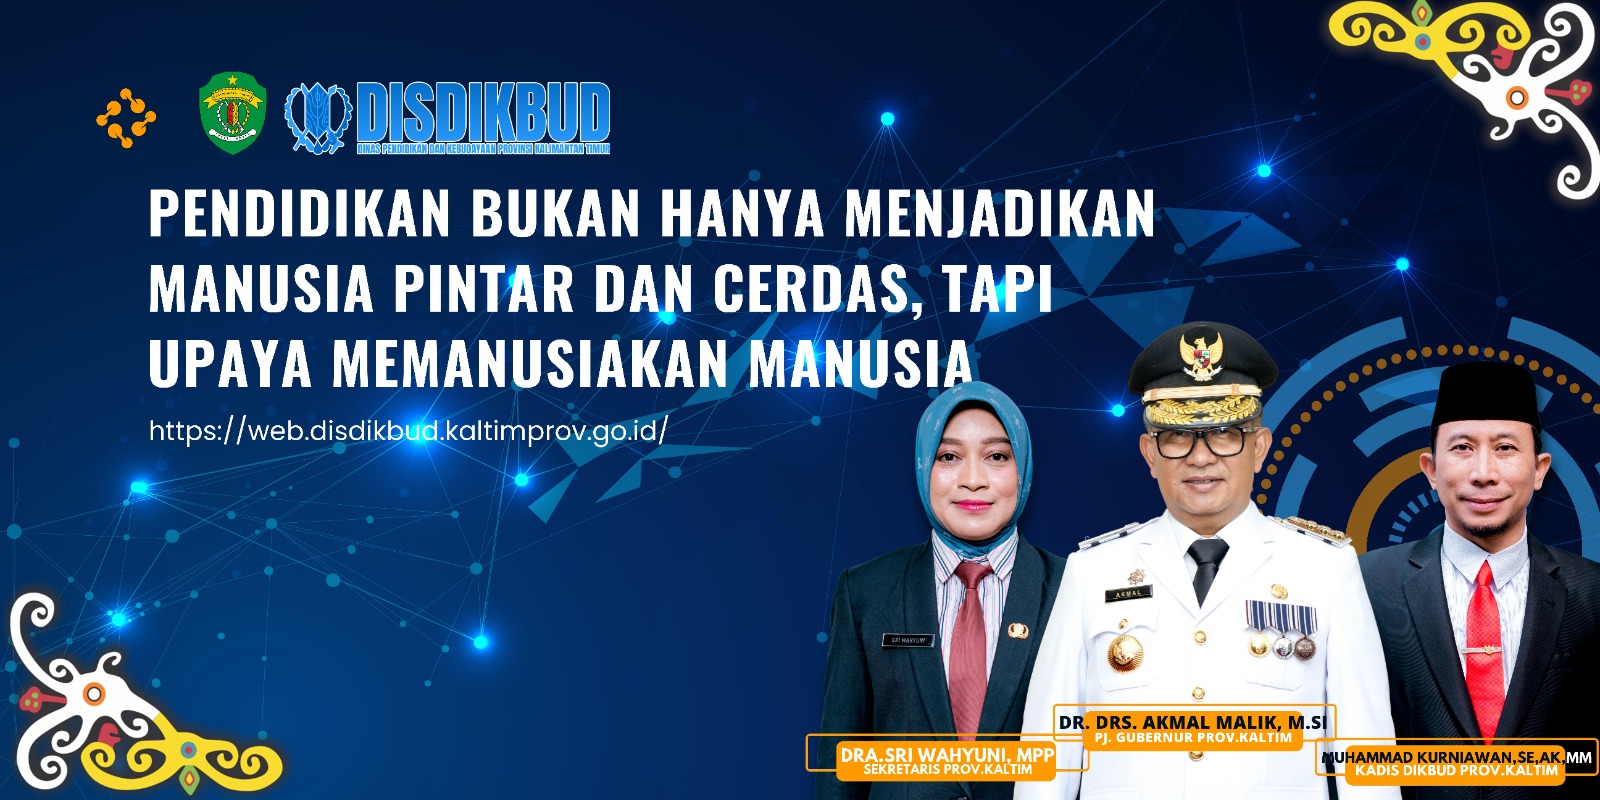 DISDIKBUD
DINAS PENDIDIKAN DAN KEBUDAYAAN PROVINSI KALIMANTAN TIMUR
PENDIDIKAN BUKAN HANYA MENJADIKAN
MANUSIA PINTAR DAN CERDAS, TAPI
UPAYA MEMANUSIAKAN MANUSIA
https://web.disdikbud.kaltimprov.go.id/
SRI WAHYUNI
AKMAL
DRA.SRI WAHYUNI, MPP
SEKRETARIS PROV.KALTIM
DR. DRS. AKMAL MALIK, M.SI
PJ. GUBERNUR PROV.KALTIM
MUHAMMAD KURNIAWAN,SE,AK,MM
KADIS DIKBUD PROV.KALTIM